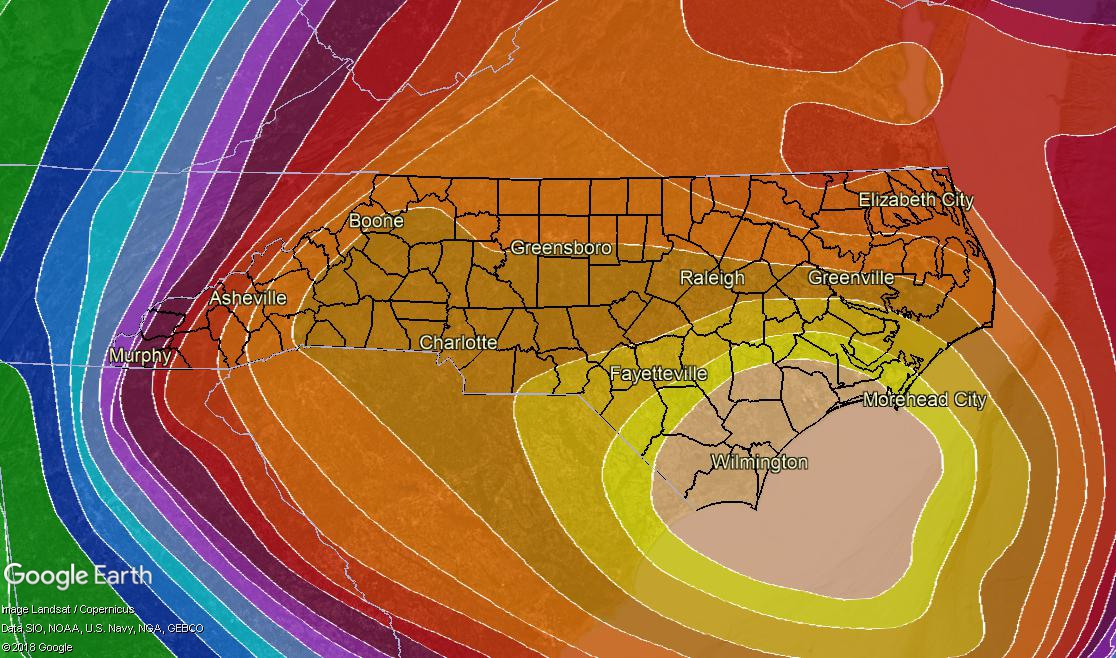 Elizabeth City
Boone
Greensboro
Raleigh
Greenville
Asheville
Murphy
Charlotte
Fayetteville
Morehead City
Wilmington
Google Earth
Image Landsat / Copernicus
Data SIO, NOAA, U.S. Navy, NGA, GEBCO
©2018 Google